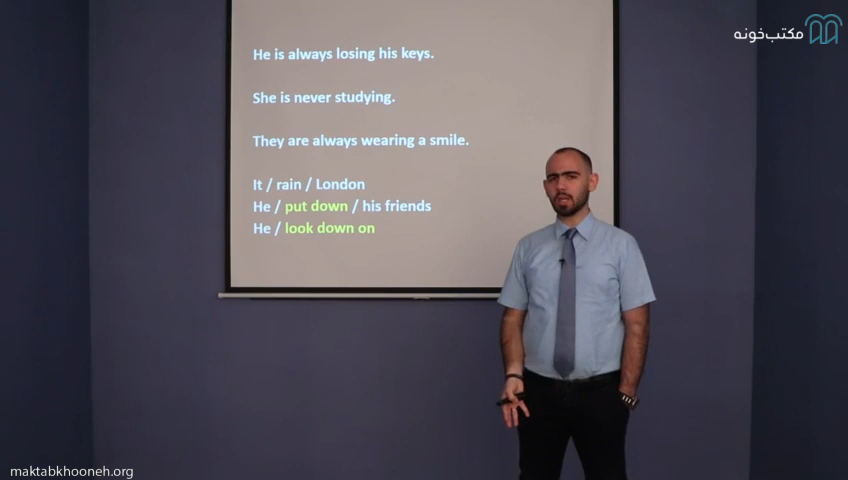 مکتب‌خونه
He is always losing his keys.
She is never studying.
They are always wearing a smile.
It / rain / London
He / put down / his friends
He / look down on
maktabkhooneh.org